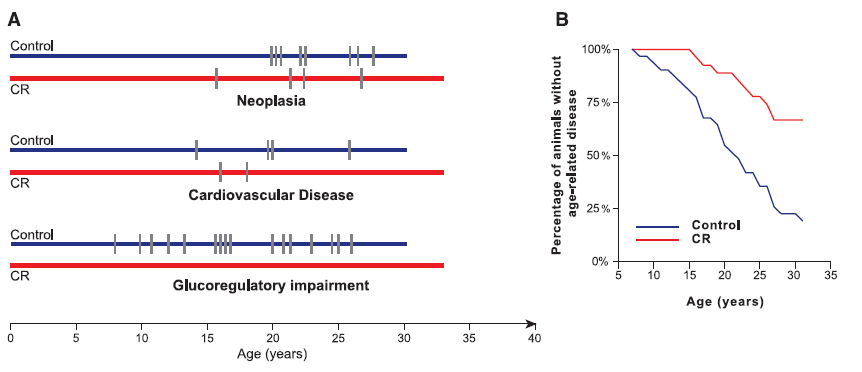 A
Control
CR
Neoplasia
Control
CR
Cardiovascular Disease
Control
CR
Glucoregulatory impairment
0 5 10 15 20 25 30 35 40
Age (years)
B
Percentage of animals without
age-related disease
100%
75%
50%
25%
0%
Control
CR
5 10 15 20 25 30 35
Age (years)